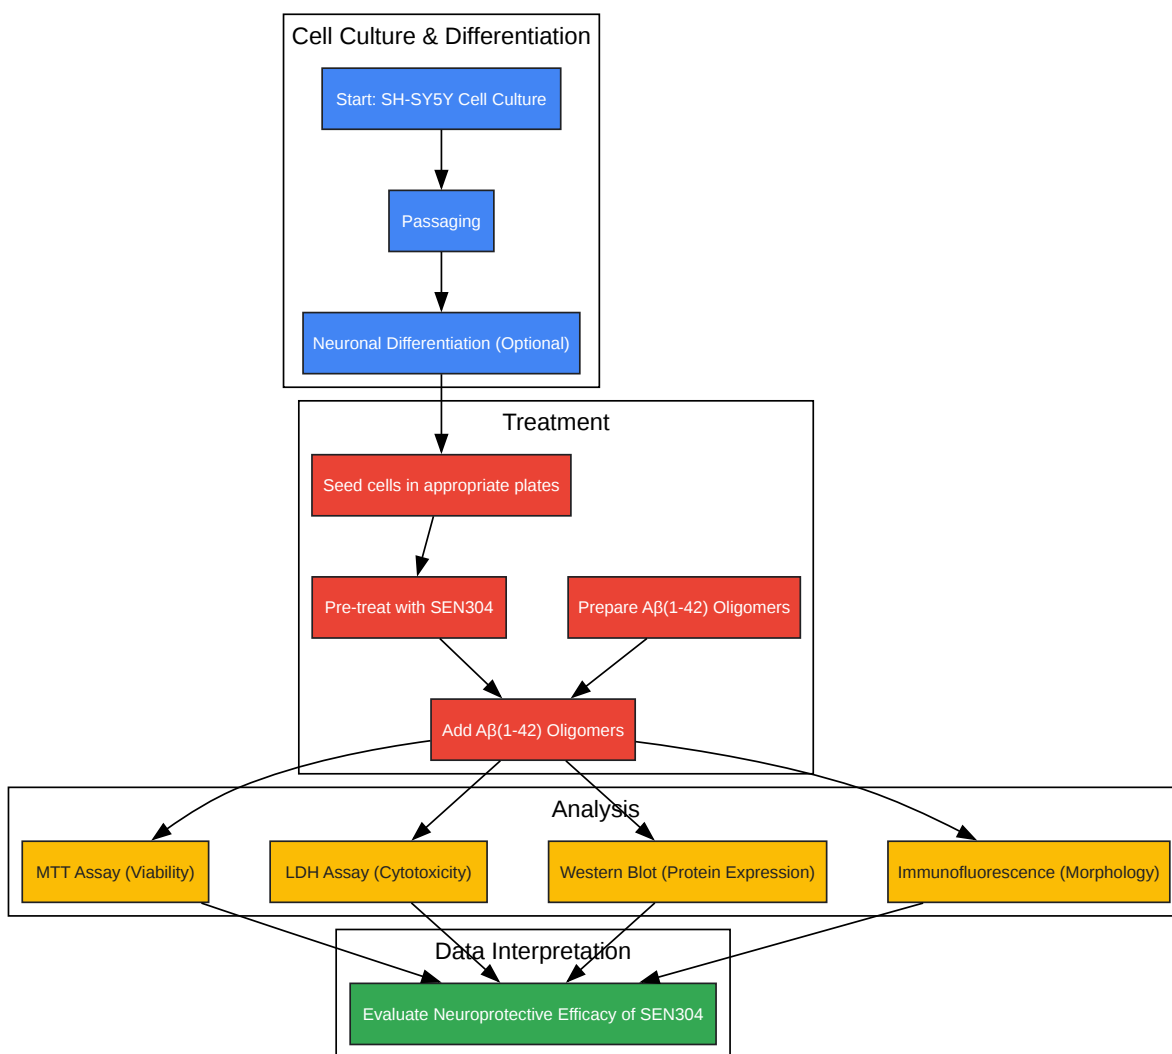 Cell Culture & Differentiation
Start: SH-SY5Y Cell Culture
Passaging
Neuronal Differentiation (Optional)
Treatment
Seed cells in appropriate plates
Pre-treat with SEN304
Prepare Aβ(1-42) Oligomers
Add Aβ(1-42) Oligomers
Analysis
MTT Assay (Viability)
LDH Assay (Cytotoxicity)
Western Blot (Protein Expression)
Immunofluorescence (Morphology)
Data Interpretation
Evaluate Neuroprotective Efficacy of SEN304